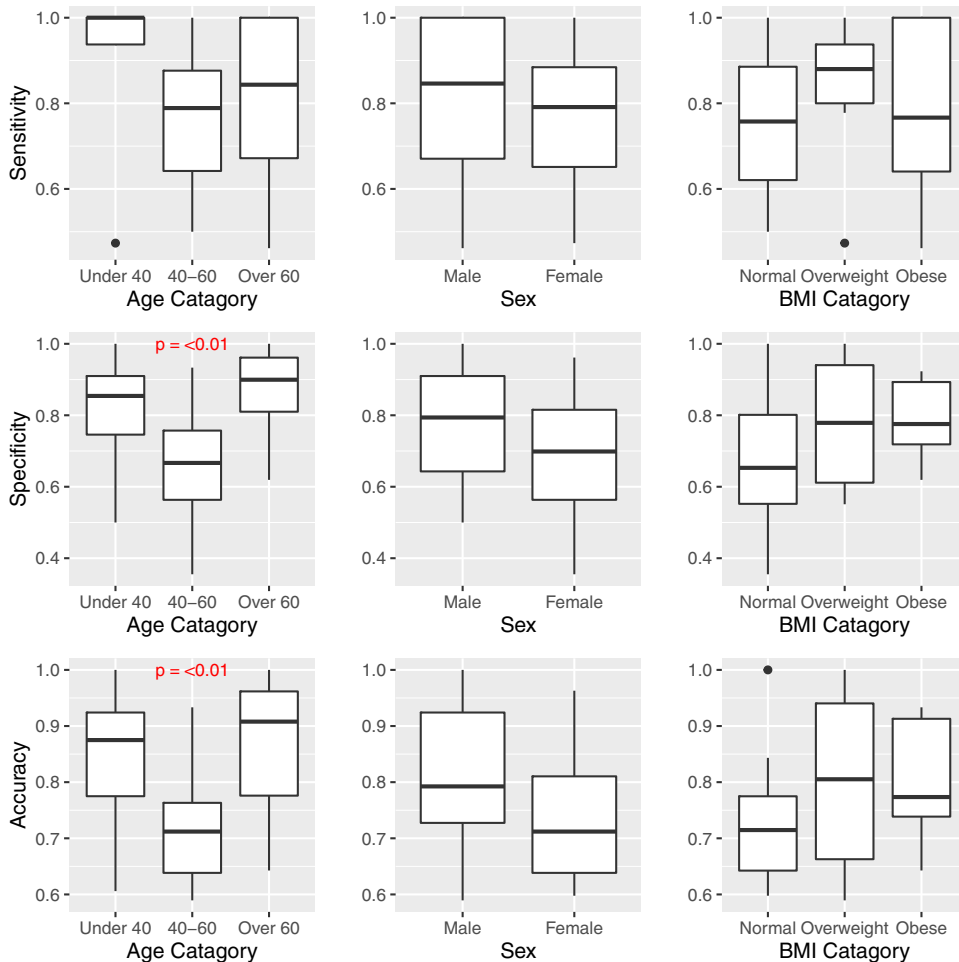 Sensitivity
1.0
0.8
0.6
Under 40 40−60 Over 60
Age Catagory
1.0
0.8
0.6
Male Female
Sex
1.0
0.8
0.6
Normal Overweight Obese
BMI Catagory
Specificity
1.0
0.8
0.6
0.4
p = <0.01
Under 40 40−60 Over 60
Age Catagory
1.0
0.8
0.6
0.4
Male Female
Sex
1.0
0.8
0.6
0.4
Normal Overweight Obese
BMI Catagory
Accuracy
1.0
0.9
0.8
0.7
0.6
p = <0.01
Under 40 40−60 Over 60
Age Catagory
1.0
0.9
0.8
0.7
0.6
Male Female
Sex
1.0
0.9
0.8
0.7
0.6
Normal Overweight Obese
BMI Catagory